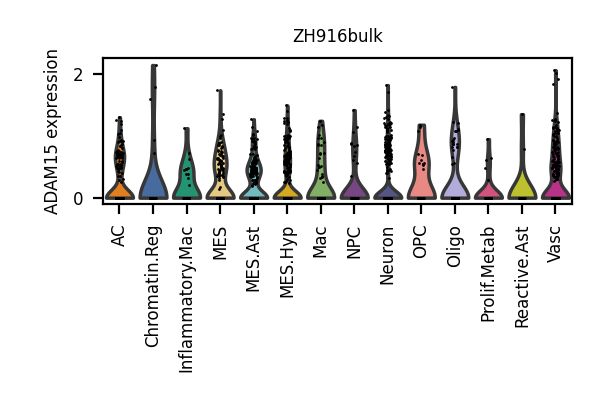 ZH916bulk
ADAM15 expression
2
0
AC
Chromatin.Reg
Inflammatory.Mac
MES
MES.Ast
MES.Hyp
Mac
NPC
Neuron
OPC
Oligo
Prolif.Metab
Reactive.Ast
Vasc